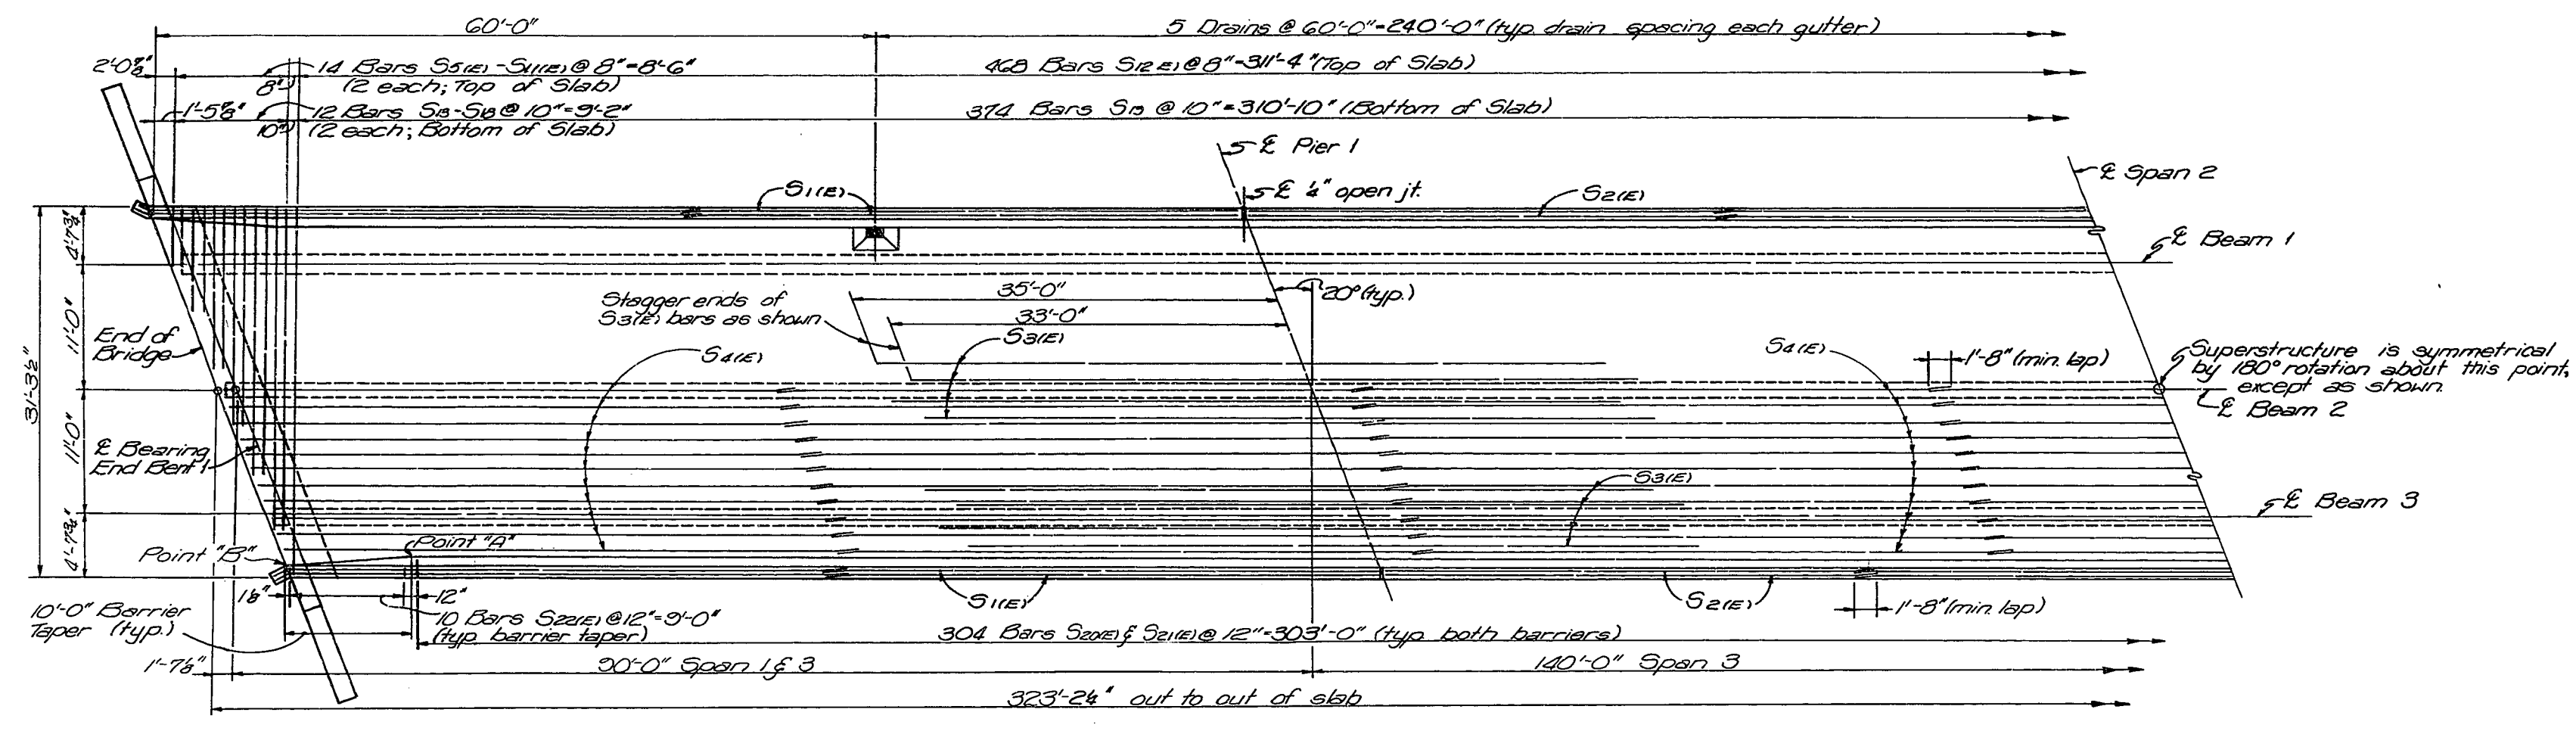 60'-0"
5 Drains @ 60'-0"=240'-0" (typ. drain spacing each gutter)
2'-0⅞"
14 Bars S5(E)-S11(E) @ 8"=8'-6"
8"
(2 each; Top of Slab)
468 Bars S12(E) @ 8"=311'-4" (Top of Slab)
1'-5⅞"
12 Bars S13-S18 @ 10"=9'-2"
10"
(2 each; Bottom of Slab)
374 Bars S19 @ 10"=310'-10" (Bottom of Slab)
℄ Pier 1
℄ Span 2
S1(E)
℄ ¼" open jt.
S2(E)
4'-7¾"
℄ Beam 1
35'-0"
20° (typ.)
Stagger ends of
S3(E) bars as shown
33'-0"
S3(E)
11'-0"
End of
Bridge
S4(E)
S4(E)
1'-8" (min. lap)
Superstructure is symmetrical
by 180° rotation about this point,
except as shown.
℄ Beam 2
31'-3½"
11'-0"
℄ Bearing
End Bent 1
S3(E)
℄ Beam 3
4'-7¾"
Point "B"
Point "A"
1⅛"
12"
S1(E)
S2(E)
1'-8" (min. lap)
10'-0" Barrier
Taper (typ.)
10 Bars S22(E) @ 12"=9'-0"
(typ. barrier taper)
304 Bars S20(E) & S21(E) @ 12"=303'-0" (typ. both barriers)
1'-7⅛"
90'-0" Span 1 & 3
140'-0" Span 3
323'-2¼" out to out of slab